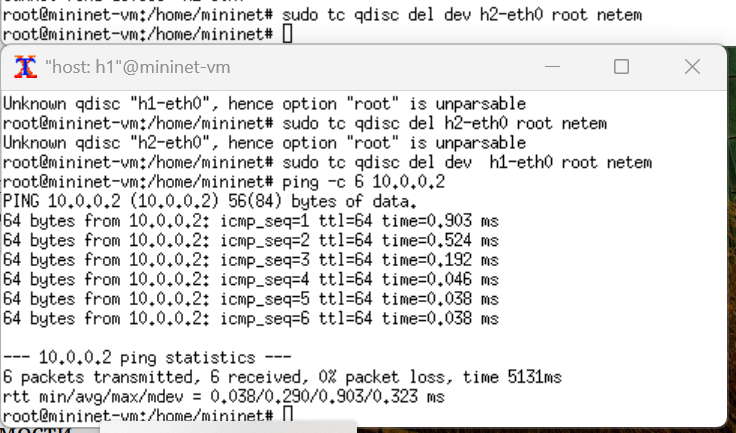 root@mininet-vm:/home/mininet# sudo tc qdisc del dev h2-eth0 root netem
root@mininet-vm:/home/mininet#
"host: h1"@mininet-vm
Unknown qdisc "h1-eth0", hence option "root" is unparsable
root@mininet-vm:/home/mininet# sudo tc qdisc del h2-eth0 root netem
Unknown qdisc "h2-eth0", hence option "root" is unparsable
root@mininet-vm:/home/mininet# sudo tc qdisc del dev  h1-eth0 root netem
root@mininet-vm:/home/mininet# ping -c 6 10.0.0.2
PING 10.0.0.2 (10.0.0.2) 56(84) bytes of data.
64 bytes from 10.0.0.2: icmp_seq=1 ttl=64 time=0.903 ms
64 bytes from 10.0.0.2: icmp_seq=2 ttl=64 time=0.524 ms
64 bytes from 10.0.0.2: icmp_seq=3 ttl=64 time=0.192 ms
64 bytes from 10.0.0.2: icmp_seq=4 ttl=64 time=0.046 ms
64 bytes from 10.0.0.2: icmp_seq=5 ttl=64 time=0.038 ms
64 bytes from 10.0.0.2: icmp_seq=6 ttl=64 time=0.038 ms
--- 10.0.0.2 ping statistics ---
6 packets transmitted, 6 received, 0% packet loss, time 5131ms
rtt min/avg/max/mdev = 0.038/0.290/0.903/0.323 ms
root@mininet-vm:/home/mininet#